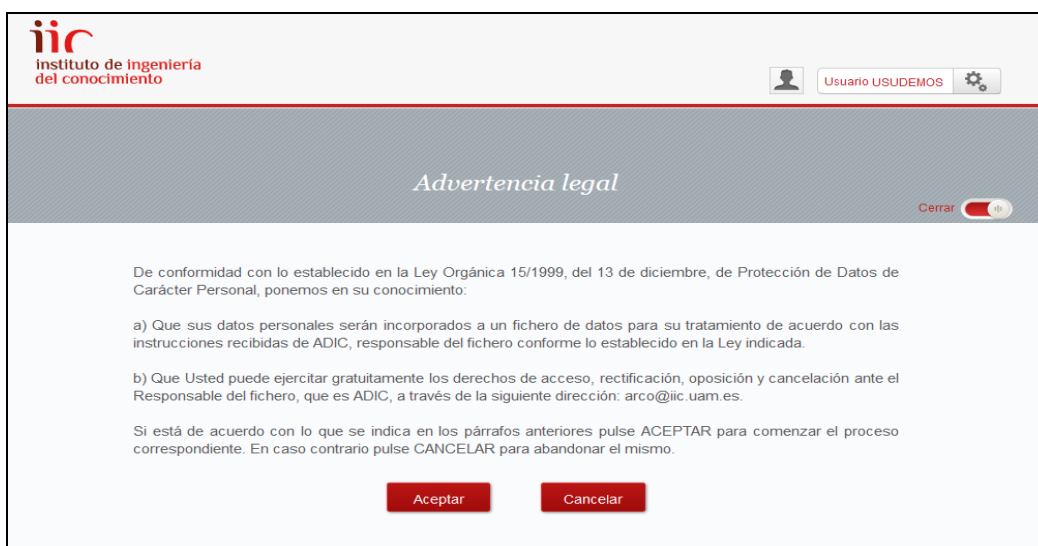 iic
instituto de ingeniería
del conocimiento
Usuario USUDEMOS
Advertencia legal
Cerrar
De conformidad con lo establecido en la Ley Orgánica 15/1999, del 13 de diciembre, de Protección de Datos de
Carácter Personal, ponemos en su conocimiento:
a) Que sus datos personales serán incorporados a un fichero de datos para su tratamiento de acuerdo con las
instrucciones recibidas de ADIC, responsable del fichero conforme lo establecido en la Ley indicada.
b) Que Usted puede ejercitar gratuitamente los derechos de acceso, rectificación, oposición y cancelación ante el
Responsable del fichero, que es ADIC, a través de la siguiente dirección: arco@iic.uam.es.
Si está de acuerdo con lo que se indica en los párrafos anteriores pulse ACEPTAR para comenzar el proceso
correspondiente. En caso contrario pulse CANCELAR para abandonar el mismo.
Aceptar Cancelar